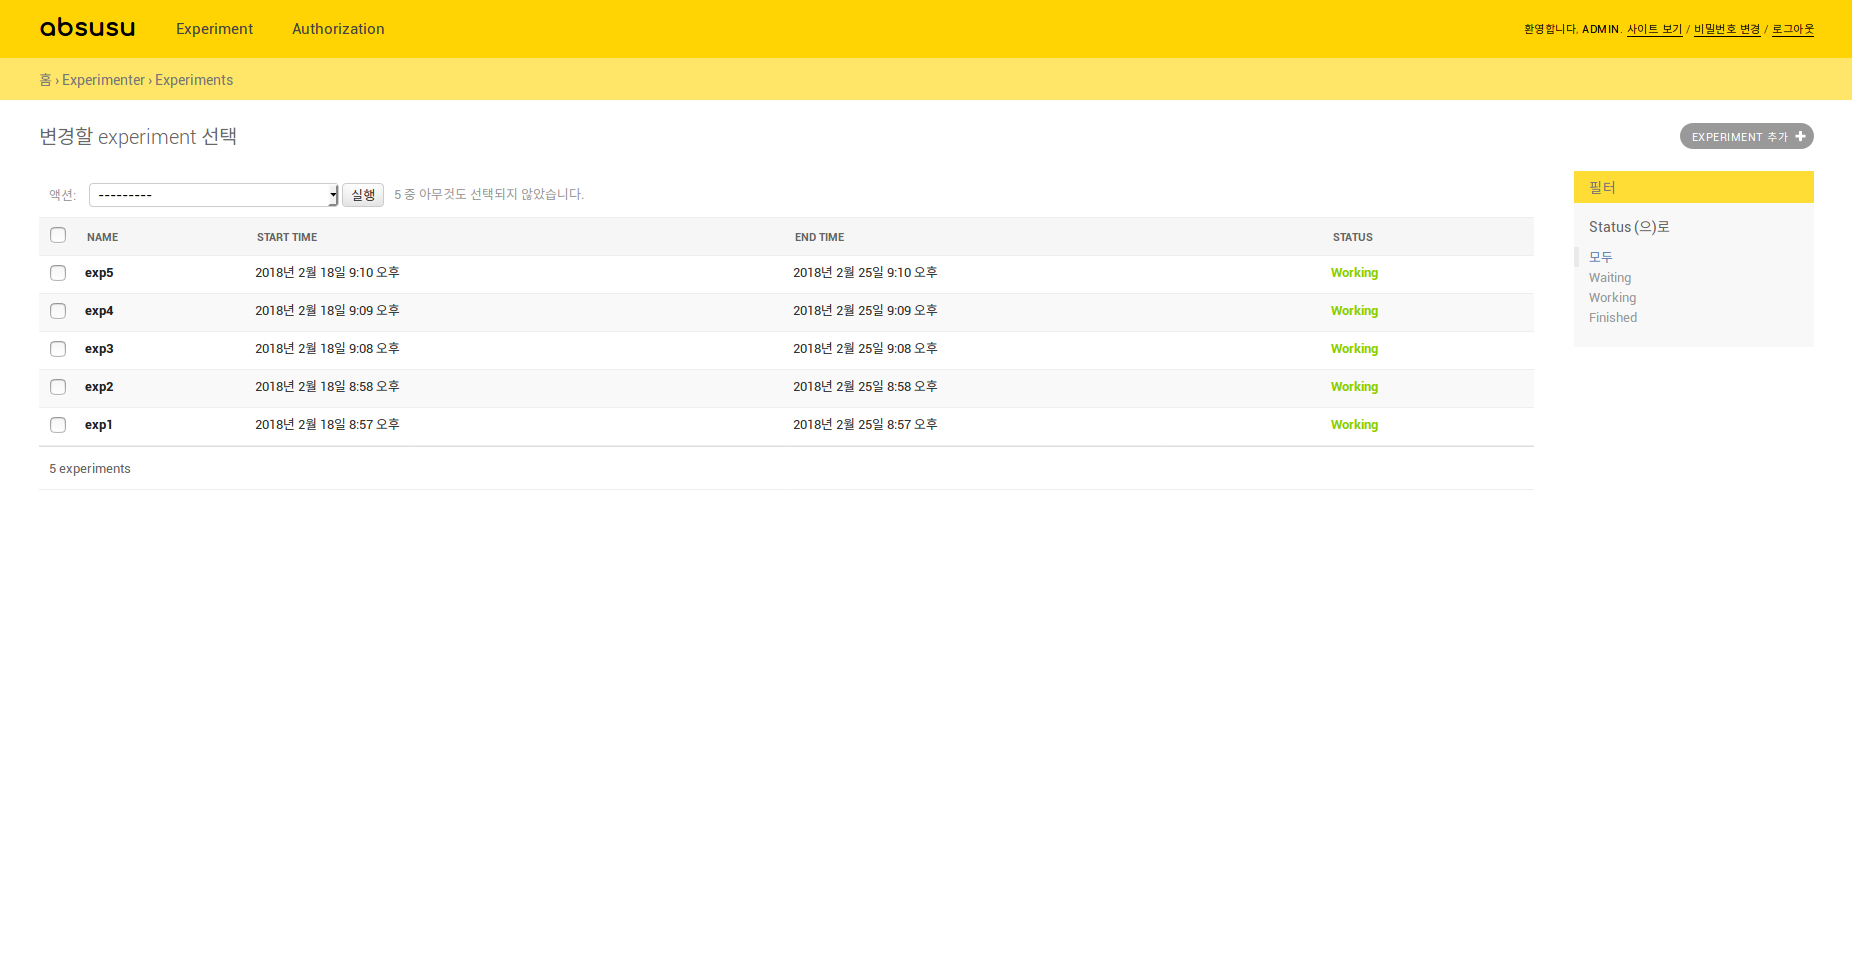 absusu Experiment Authorization 환영합니다, ADMIN. 사이트 보기 / 비밀번호 변경 / 로그아웃
홈 › Experimenter › Experiments
변경할 experiment 선택 EXPERIMENT 추가
액션: --------- 실행 5 중 아무것도 선택되지 않았습니다.
NAME START TIME END TIME STATUS
exp5 2018년 2월 18일 9:10 오후 2018년 2월 25일 9:10 오후 Working
exp4 2018년 2월 18일 9:09 오후 2018년 2월 25일 9:09 오후 Working
exp3 2018년 2월 18일 9:08 오후 2018년 2월 25일 9:08 오후 Working
exp2 2018년 2월 18일 8:58 오후 2018년 2월 25일 8:58 오후 Working
exp1 2018년 2월 18일 8:57 오후 2018년 2월 25일 8:57 오후 Working
5 experiments
필터
Status (으)로
모두
Waiting
Working
Finished